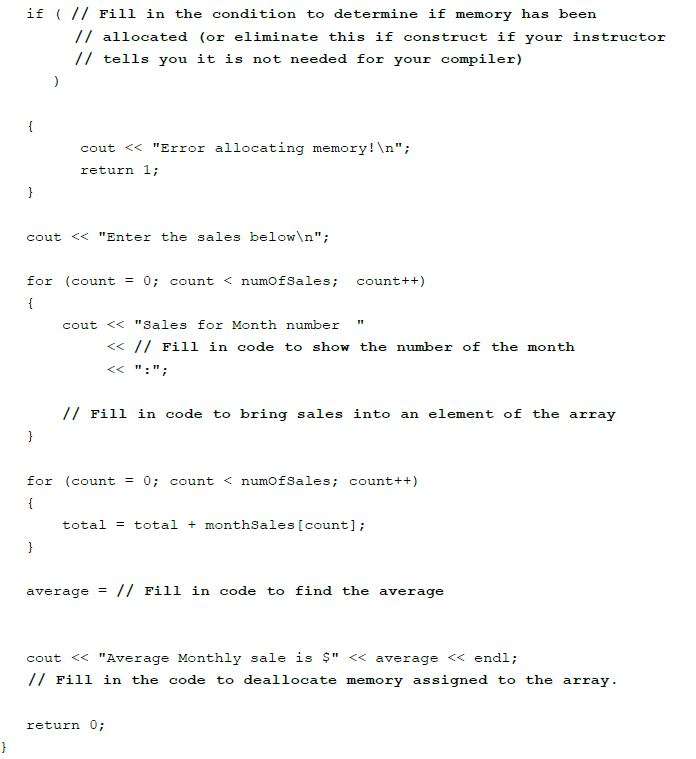 if ( // Fill in the condition to determine if memory has been
// allocated (or eliminate this if construct if your instructor
// tells you it is not needed for your compiler)
)
{
cout << "Error allocating memory!\n";
return 1;
}
cout << "Enter the sales below\n";
for (count = 0; count < numOfSales;  count++)
{
cout << "Sales for Month number  "
<< // Fill in code to show the number of the month
<< ":";
// Fill in code to bring sales into an element of the array
}
for (count = 0; count < numOfSales; count++)
{
total = total + monthSales[count];
}
average = // Fill in code to find the average
cout << "Average Monthly sale is $" << average << endl;
// Fill in the code to deallocate memory assigned to the array.
return 0;
}